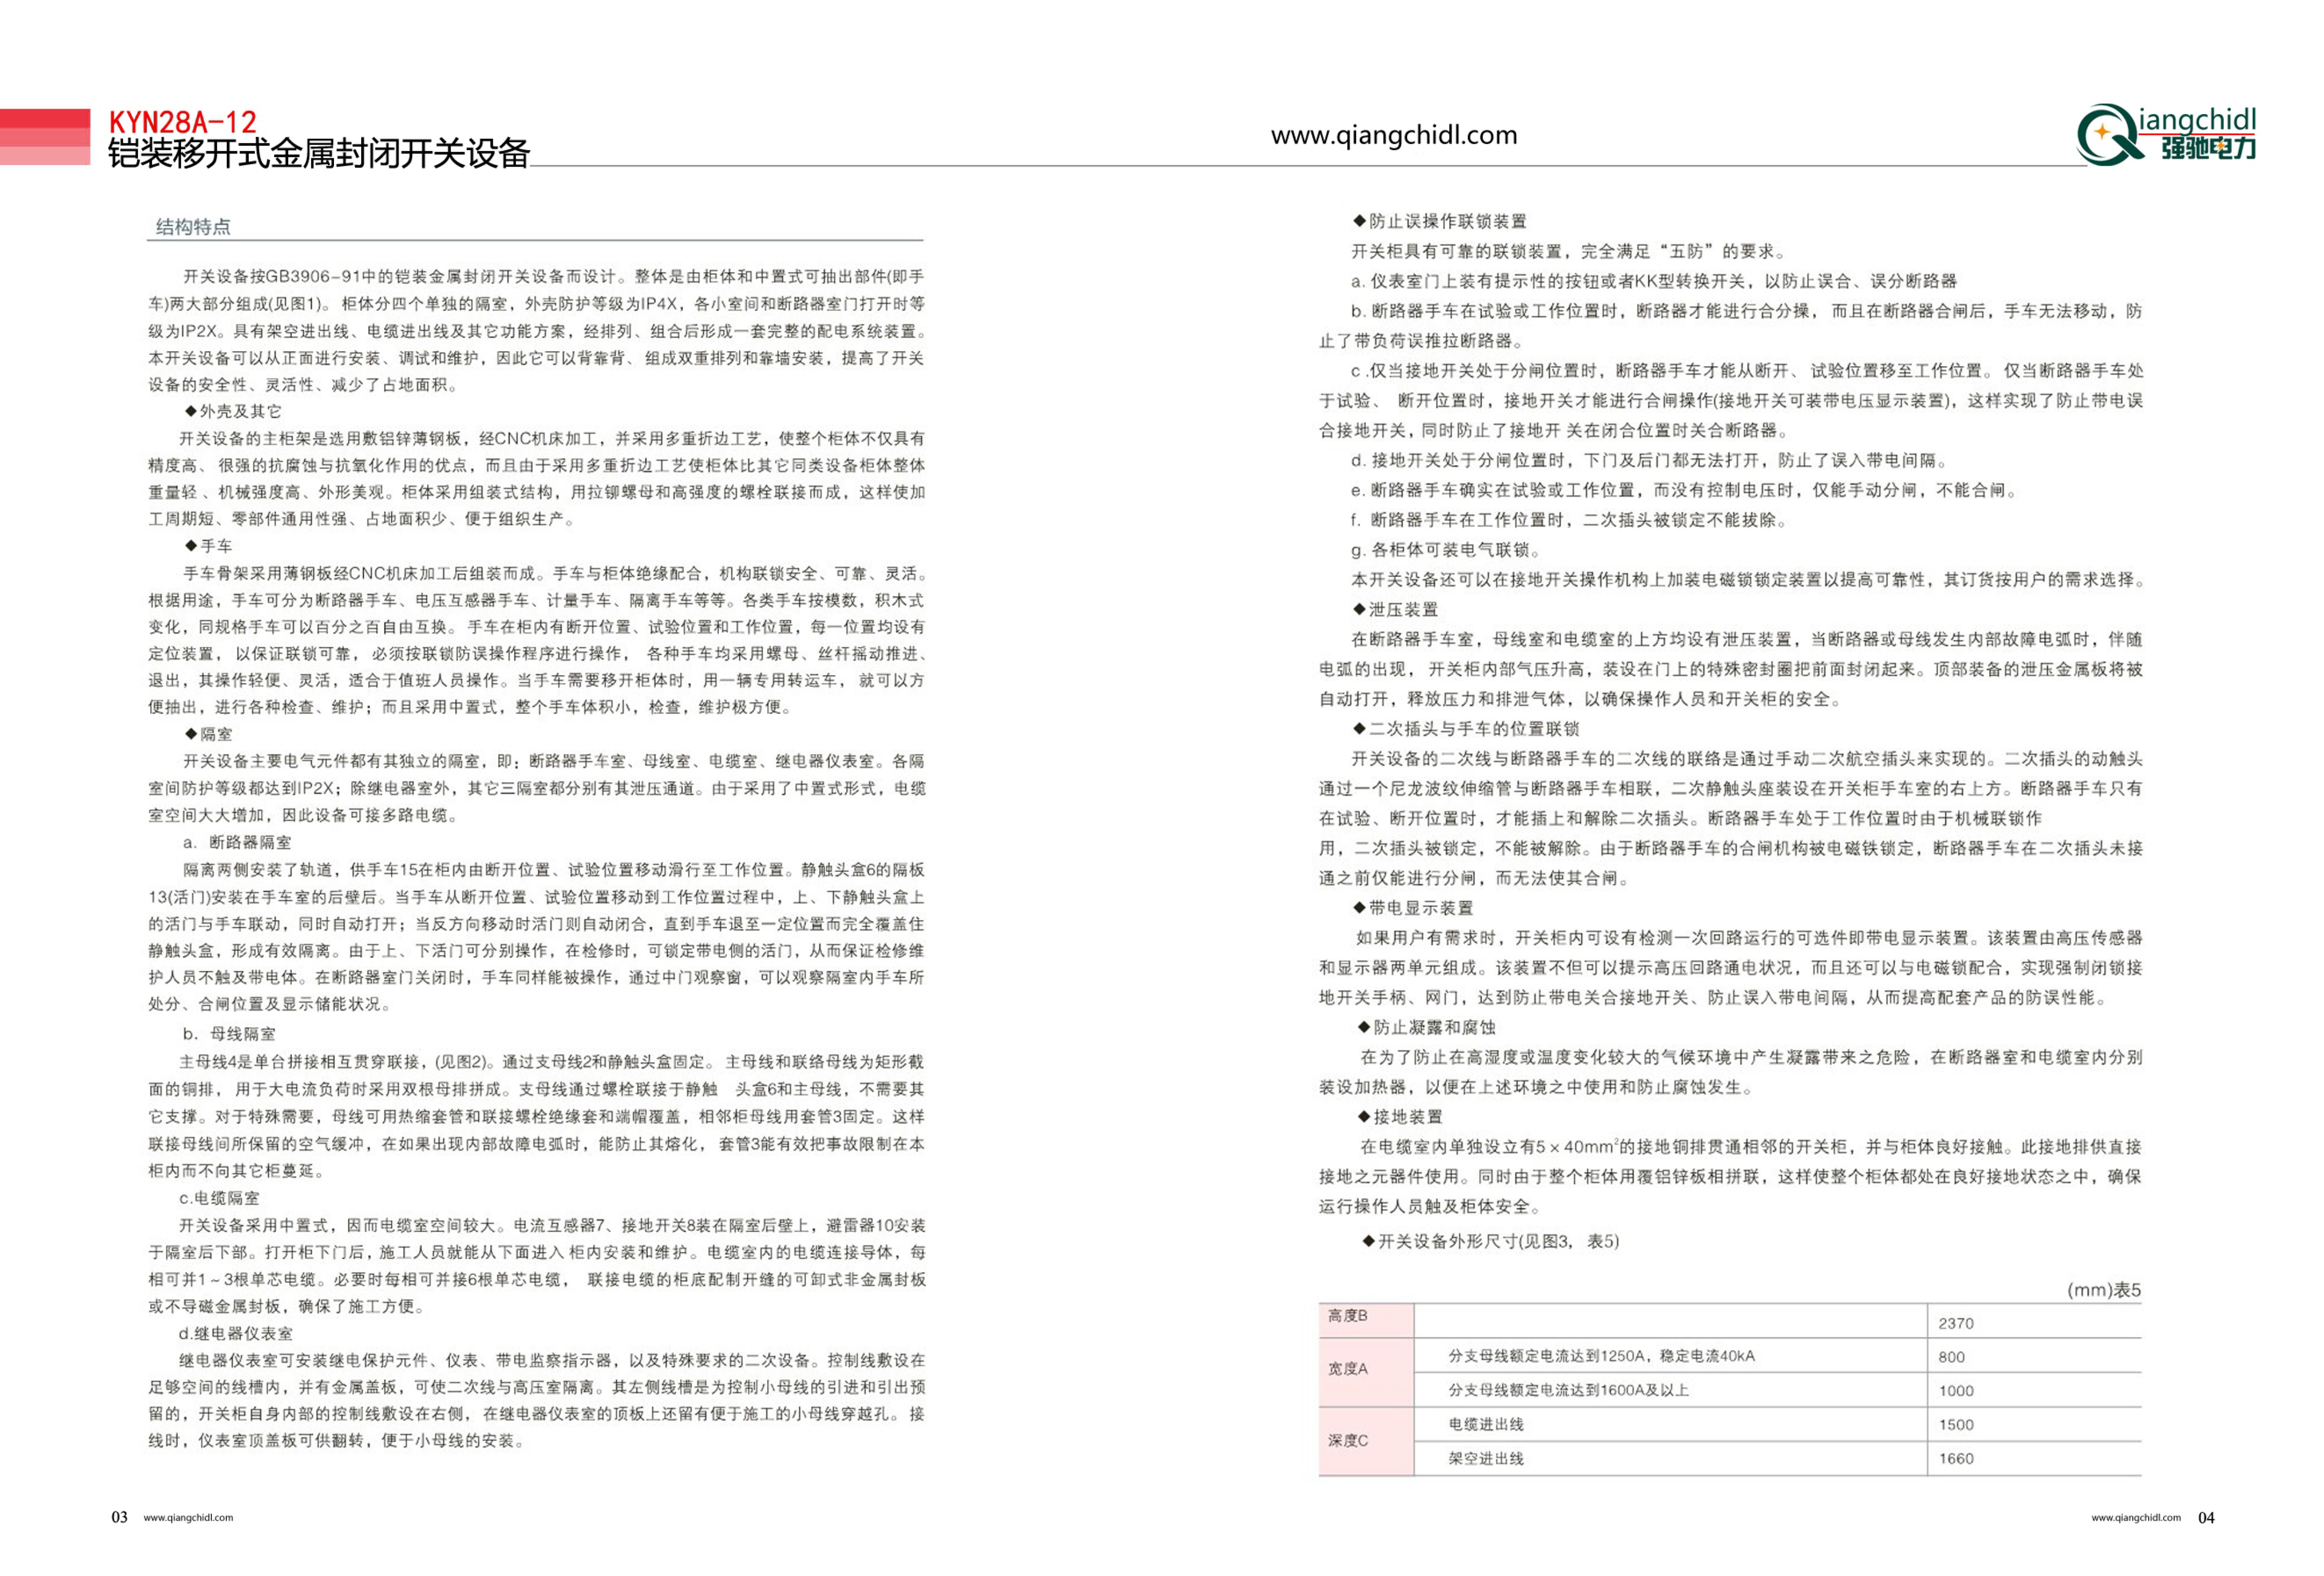 KYN28A-12
铠装移开式金属封闭开关设备
www.qiangchidl.com
Qiangchidl
强驰电力
结构特点
开关设备按GB3906-91中的铠装金属封闭开关设备而设计。整体是由柜体和中置式可抽出部件(即手
车)两大部分组成(见图1)。 柜体分四个单独的隔室，外壳防护等级为IP4X，各小室间和断路器室门打开时等
级为IP2X。具有架空进出线、电缆进出线及其它功能方案，经排列、组合后形成一套完整的配电系统装置。
本开关设备可以从正面进行安装、调试和维护，因此它可以背靠背、 组成双重排列和靠墙安装，提高了开关
设备的安全性、灵活性、减少了占地面积。
◆外壳及其它
开关设备的主柜架是选用敷铝锌薄钢板，经CNC机床加工，并采用多重折边工艺，使整个柜体不仅具有
精度高、 很强的抗腐蚀与抗氧化作用的优点，而且由于采用多重折边工艺使柜体比其它同类设备柜体整体
重量轻 、机械强度高、外形美观。柜体采用组装式结构，用拉铆螺母和高强度的螺栓联接而成，这样使加
工周期短、零部件通用性强、占地面积少、便于组织生产。
◆手车
手车骨架采用薄钢板经CNC机床加工后组装而成。手车与柜体绝缘配合，机构联锁安全、可靠、灵活。
根据用途，手车可分为断路器手车、电压互感器手车、计量手车、隔离手车等等。各类手车按模数，积木式
变化，同规格手车可以百分之百自由互换。 手车在柜内有断开位置、试验位置和工作位置，每一位置均设有
定位装置， 以保证联锁可靠， 必须按联锁防误操作程序进行操作， 各种手车均采用螺母、丝杆摇动推进、
退出，其操作轻便、灵活，适合于值班人员操作。当手车需要移开柜体时，用一辆专用转运车， 就可以方
便抽出，进行各种检查、维护；而且采用中置式，整个手车体积小，检查，维护极方便。
◆隔室
开关设备主要电气元件都有其独立的隔室，即：断路器手车室、母线室、电缆室、继电器仪表室。各隔
室间防护等级都达到IP2X；除继电器室外，其它三隔室都分别有其泄压通道。由于采用了中置式形式，电缆
室空间大大增加，因此设备可接多路电缆。
a. 断路器隔室
隔离两侧安装了轨道，供手车15在柜内由断开位置、试验位置移动滑行至工作位置。静触头盒6的隔板
13(活门)安装在手车室的后壁后。当手车从断开位置、试验位置移动到工作位置过程中，上、下静触头盒上
的活门与手车联动，同时自动打开；当反方向移动时活门则自动闭合，直到手车退至一定位置而完全覆盖住
静触头盒，形成有效隔离。由于上、下活门可分别操作，在检修时，可锁定带电侧的活门，从而保证检修维
护人员不触及带电体。在断路器室门关闭时，手车同样能被操作，通过中门观察窗，可以观察隔室内手车所
处分、合闸位置及显示储能状况。
b. 母线隔室
主母线4是单台拼接相互贯穿联接，(见图2)。通过支母线2和静触头盒固定。 主母线和联络母线为矩形截
面的铜排， 用于大电流负荷时采用双根母排拼成。支母线通过螺栓联接于静触 头盒6和主母线，不需要其
它支撑。对于特殊需要，母线可用热缩套管和联接螺栓绝缘套和端帽覆盖，相邻柜母线用套管3固定。这样
联接母线间所保留的空气缓冲，在如果出现内部故障电弧时，能防止其熔化， 套管3能有效把事故限制在本
柜内而不向其它柜蔓延。
c.电缆隔室
开关设备采用中置式，因而电缆室空间较大。电流互感器7、接地开关8装在隔室后壁上，避雷器10安装
于隔室后下部。打开柜下门后，施工人员就能从下面进入 柜内安装和维护。电缆室内的电缆连接导体，每
相可并1~3根单芯电缆。必要时每相可并接6根单芯电缆， 联接电缆的柜底配制开缝的可卸式非金属封板
或不导磁金属封板，确保了施工方便。
d.继电器仪表室
继电器仪表室可安装继电保护元件、仪表、带电监察指示器，以及特殊要求的二次设备。控制线敷设在
足够空间的线槽内，并有金属盖板，可使二次线与高压室隔离。其左侧线槽是为控制小母线的引进和引出预
留的，开关柜自身内部的控制线敷设在右侧， 在继电器仪表室的顶板上还留有便于施工的小母线穿越孔。 接
线时，仪表室顶盖板可供翻转，便于小母线的安装。
03 www.qiangchidl.com
◆防止误操作联锁装置
开关柜具有可靠的联锁装置，完全满足“五防”的要求。
a. 仪表室门上装有提示性的按钮或者KK型转换开关，以防止误合、误分断路器
b. 断路器手车在试验或工作位置时，断路器才能进行合分操， 而且在断路器合闸后，手车无法移动，防
止了带负荷误推拉断路器。
c .仅当接地开关处于分闸位置时，断路器手车才能从断开、 试验位置移至工作位置。 仅当断路器手车处
于试验、 断开位置时，接地开关才能进行合闸操作(接地开关可装带电压显示装置)，这样实现了防止带电误
合接地开关，同时防止了接地开 关在闭合位置时关合断路器。
d. 接地开关处于分闸位置时，下门及后门都无法打开，防止了误入带电间隔。
e. 断路器手车确实在试验或工作位置，而没有控制电压时，仅能手动分闸，不能合闸。
f. 断路器手车在工作位置时，二次插头被锁定不能拔除。
g. 各柜体可装电气联锁。
本开关设备还可以在接地开关操作机构上加装电磁锁锁定装置以提高可靠性，其订货按用户的需求选择。
◆泄压装置
在断路器手车室，母线室和电缆室的上方均设有泄压装置，当断路器或母线发生内部故障电弧时，伴随
电弧的出现， 开关柜内部气压升高，装设在门上的特殊密封圈把前面封闭起来。顶部装备的泄压金属板将被
自动打开，释放压力和排泄气体，以确保操作人员和开关柜的安全。
◆二次插头与手车的位置联锁
开关设备的二次线与断路器手车的二次线的联络是通过手动二次航空插头来实现的。二次插头的动触头
通过一个尼龙波纹伸缩管与断路器手车相联，二次静触头座装设在开关柜手车室的右上方。断路器手车只有
在试验、断开位置时，才能插上和解除二次插头。断路器手车处于工作位置时由于机械联锁作
用，二次插头被锁定，不能被解除。由于断路器手车的合闸机构被电磁铁锁定，断路器手车在二次插头未接
通之前仅能进行分闸，而无法使其合闸。
◆带电显示装置
如果用户有需求时，开关柜内可设有检测一次回路运行的可选件即带电显示装置。该装置由高压传感器
和显示器两单元组成。该装置不但可以提示高压回路通电状况，而且还可以与电磁锁配合，实现强制闭锁接
地开关手柄、网门，达到防止带电关合接地开关、防止误入带电间隔，从而提高配套产品的防误性能。
◆防止凝露和腐蚀
在为了防止在高湿度或温度变化较大的气候环境中产生凝露带来之危险，在断路器室和电缆室内分别
装设加热器，以便在上述环境之中使用和防止腐蚀发生。
◆接地装置
在电缆室内单独设立有5×40mm²的接地铜排贯通相邻的开关柜，并与柜体良好接触。此接地排供直接
接地之元器件使用。同时由于整个柜体用覆铝锌板相拼联，这样使整个柜体都处在良好接地状态之中，确保
运行操作人员触及柜体安全。
◆开关设备外形尺寸(见图3， 表5)
(mm)表5
高度B 2370
宽度A 分支母线额定电流达到1250A，稳定电流40kA 800
分支母线额定电流达到1600A及以上 1000
深度C 电缆进出线 1500
架空进出线 1660
www.qiangchidl.com 04